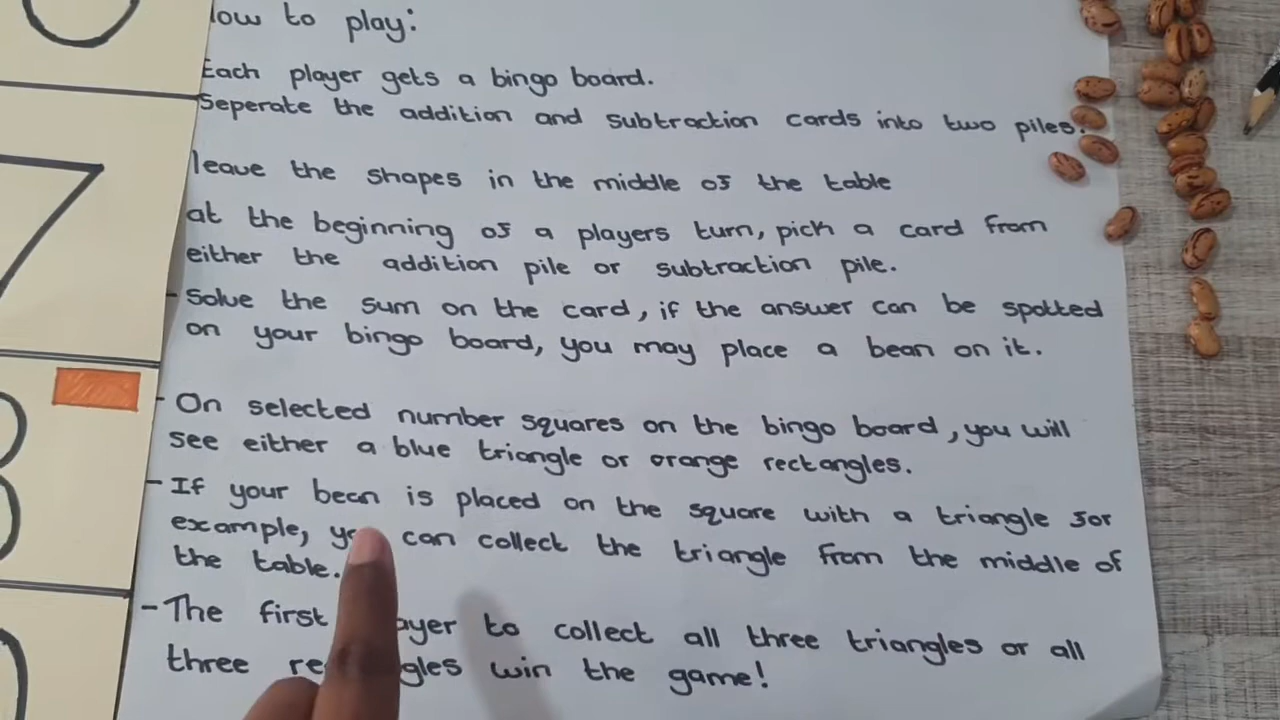 How to play:
Each player gets a bingo board.
Seperate the addition and subtraction cards into two piles.
leave the shapes in the middle of the table
at the beginning of a players turn, pick a card from
either the addition pile or subtraction pile.
- Solve the sum on the card, if the answer can be spotted
on your bingo board, you may place a bean on it.
- On selected number squares on the bingo board, you will
see either a blue triangle or orange rectangles.
- If your bean is placed on the square with a triangle for
example, you can collect the triangle from the middle of
the table.
- The first player to collect all three triangles or all
three rectangles win the game!
7